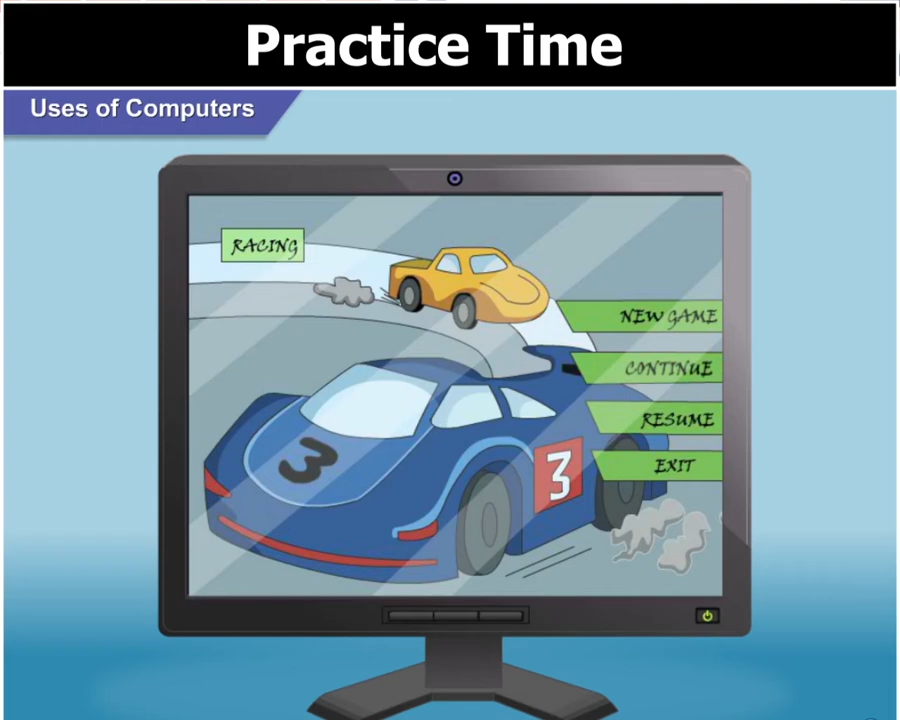 Practice Time
Uses of Computers
RACING
NEW GAME
CONTINUE
RESUME
EXIT
3
3